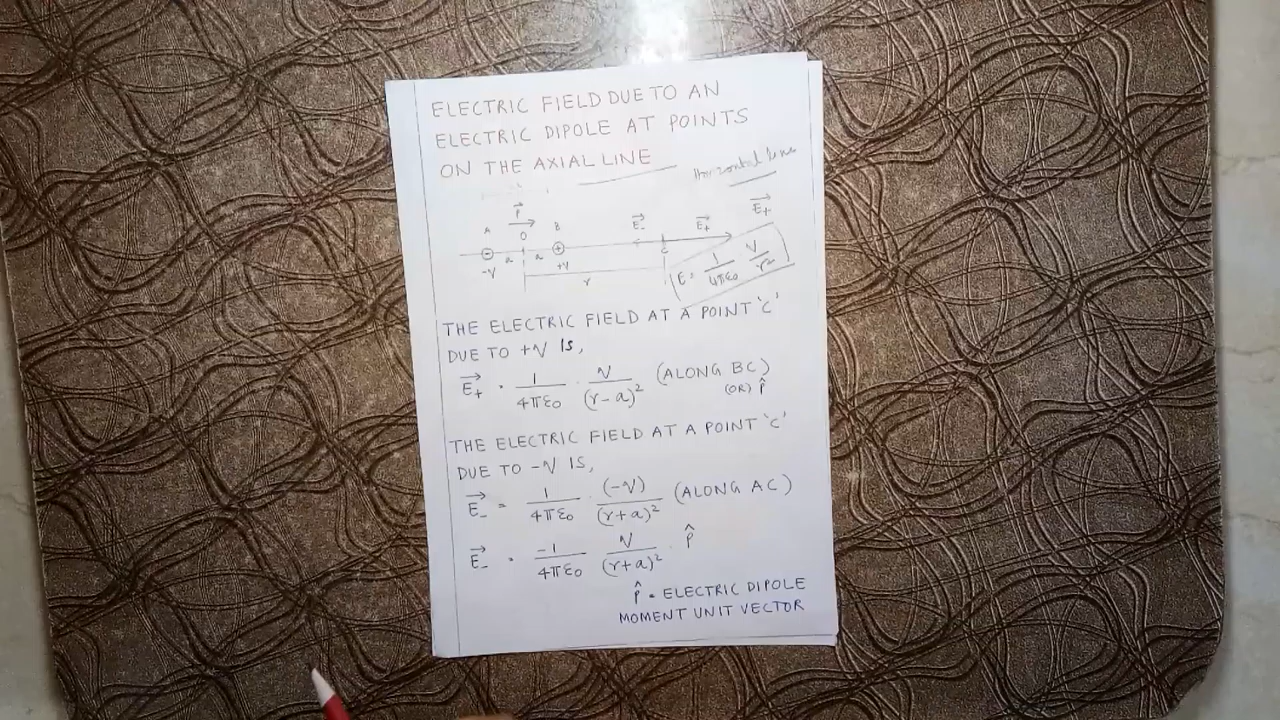 ELECTRIC FIELD DUE TO AN
ELECTRIC DIPOLE AT POINTS
ON THE AXIAL LINE
Horizontal line
P⃗
A O B E⃗₋ E⃗₊ E⃗₊
a a C
-q +q
r
E = 1/4πε₀ q/r²
THE ELECTRIC FIELD AT A POINT 'C'
DUE TO +q IS,
E⃗₊ = 1/4πε₀ · q/(r-a)² (ALONG BC)
(OR) P̂
THE ELECTRIC FIELD AT A POINT 'C'
DUE TO -q IS,
E⃗₋ = 1/4πε₀ · (-q)/(r+a)² (ALONG AC)
E⃗₋ = -1/4πε₀ q/(r+a)² · P̂
P̂ = ELECTRIC DIPOLE
MOMENT UNIT VECTOR